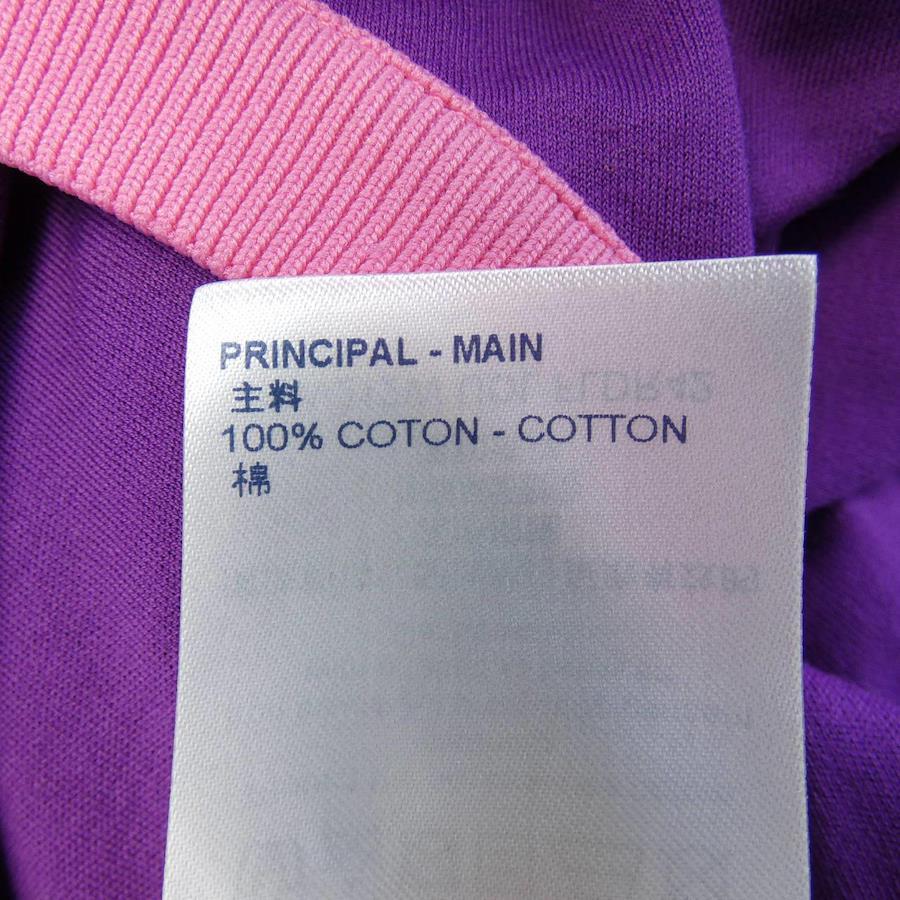 PRINCIPAL - MAIN
主料
100% COTON - COTTON
棉